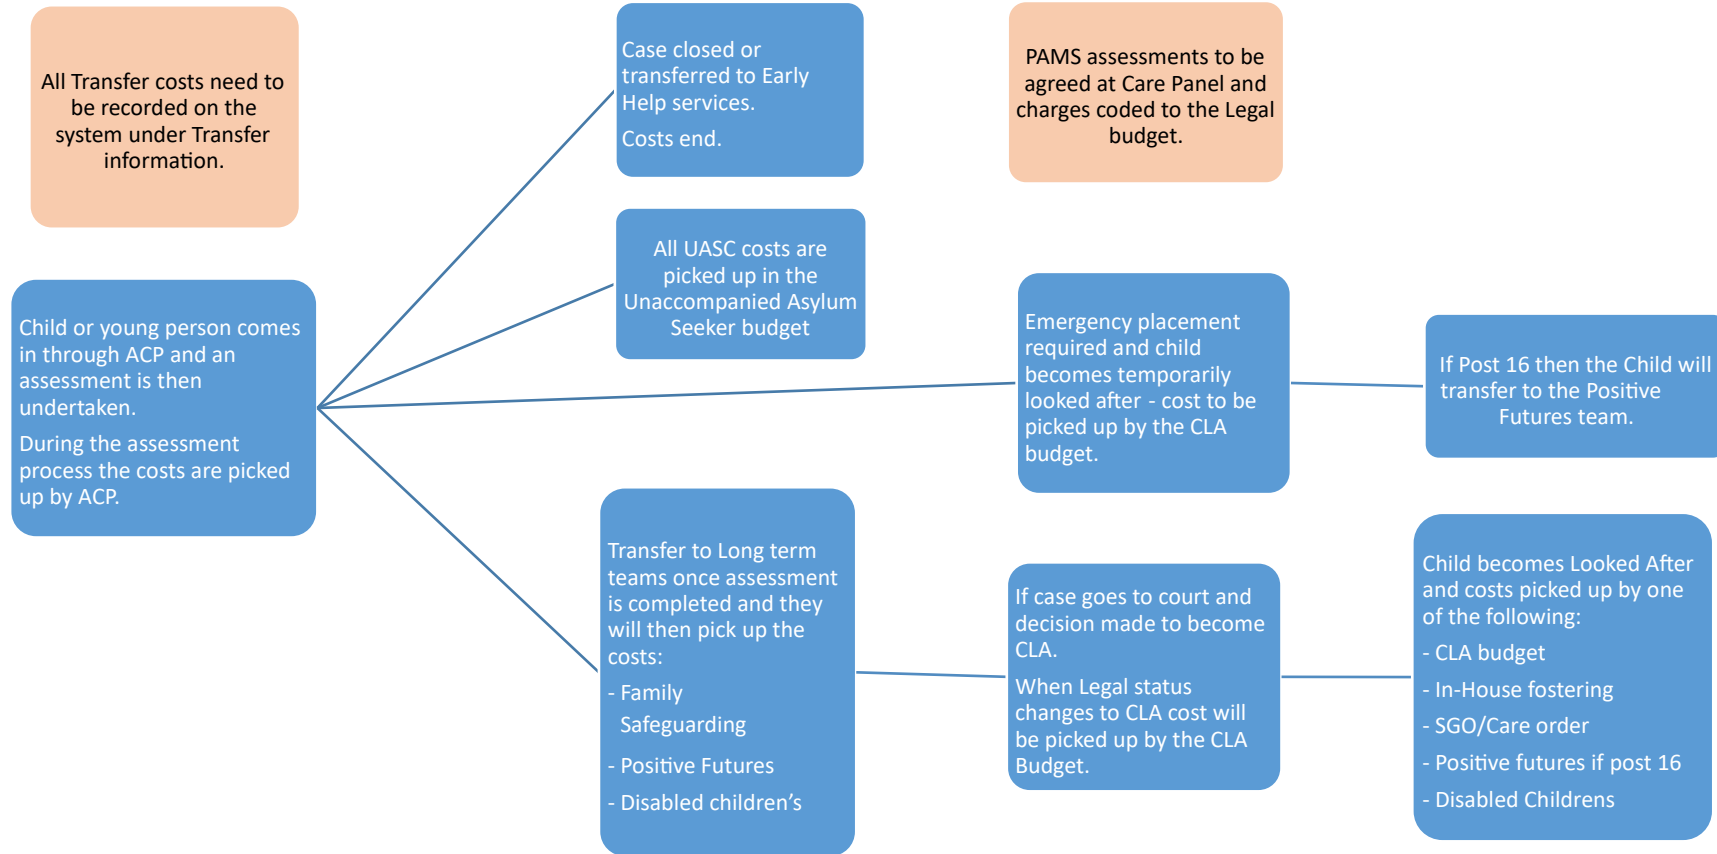 All Transfer costs need to
be recorded on the
system under Transfer
information.
Case closed or
transferred to Early
Help services.
Costs end.
PAMS assessments to be
agreed at Care Panel and
charges coded to the Legal
budget.
All UASC costs are
picked up in the
Unaccompanied Asylum
Seeker budget
Child or young person comes
in through ACP and an
assessment is then
undertaken.
During the assessment
process the costs are picked
up by ACP.
Emergency placement
required and child
becomes temporarily
looked after - cost to be
picked up by the CLA
budget.
If Post 16 then the Child will
transfer to the Positive
Futures team.
Transfer to Long term
teams once assessment
is completed and they
will then pick up the
costs:
- Family
Safeguarding
- Positive Futures
- Disabled children’s
If case goes to court and
decision made to become
CLA.
When Legal status
changes to CLA cost will
be picked up by the CLA
Budget.
Child becomes Looked After
and costs picked up by one
of the following:
- CLA budget
- In-House fostering
- SGO/Care order
- Positive futures if post 16
- Disabled Childrens